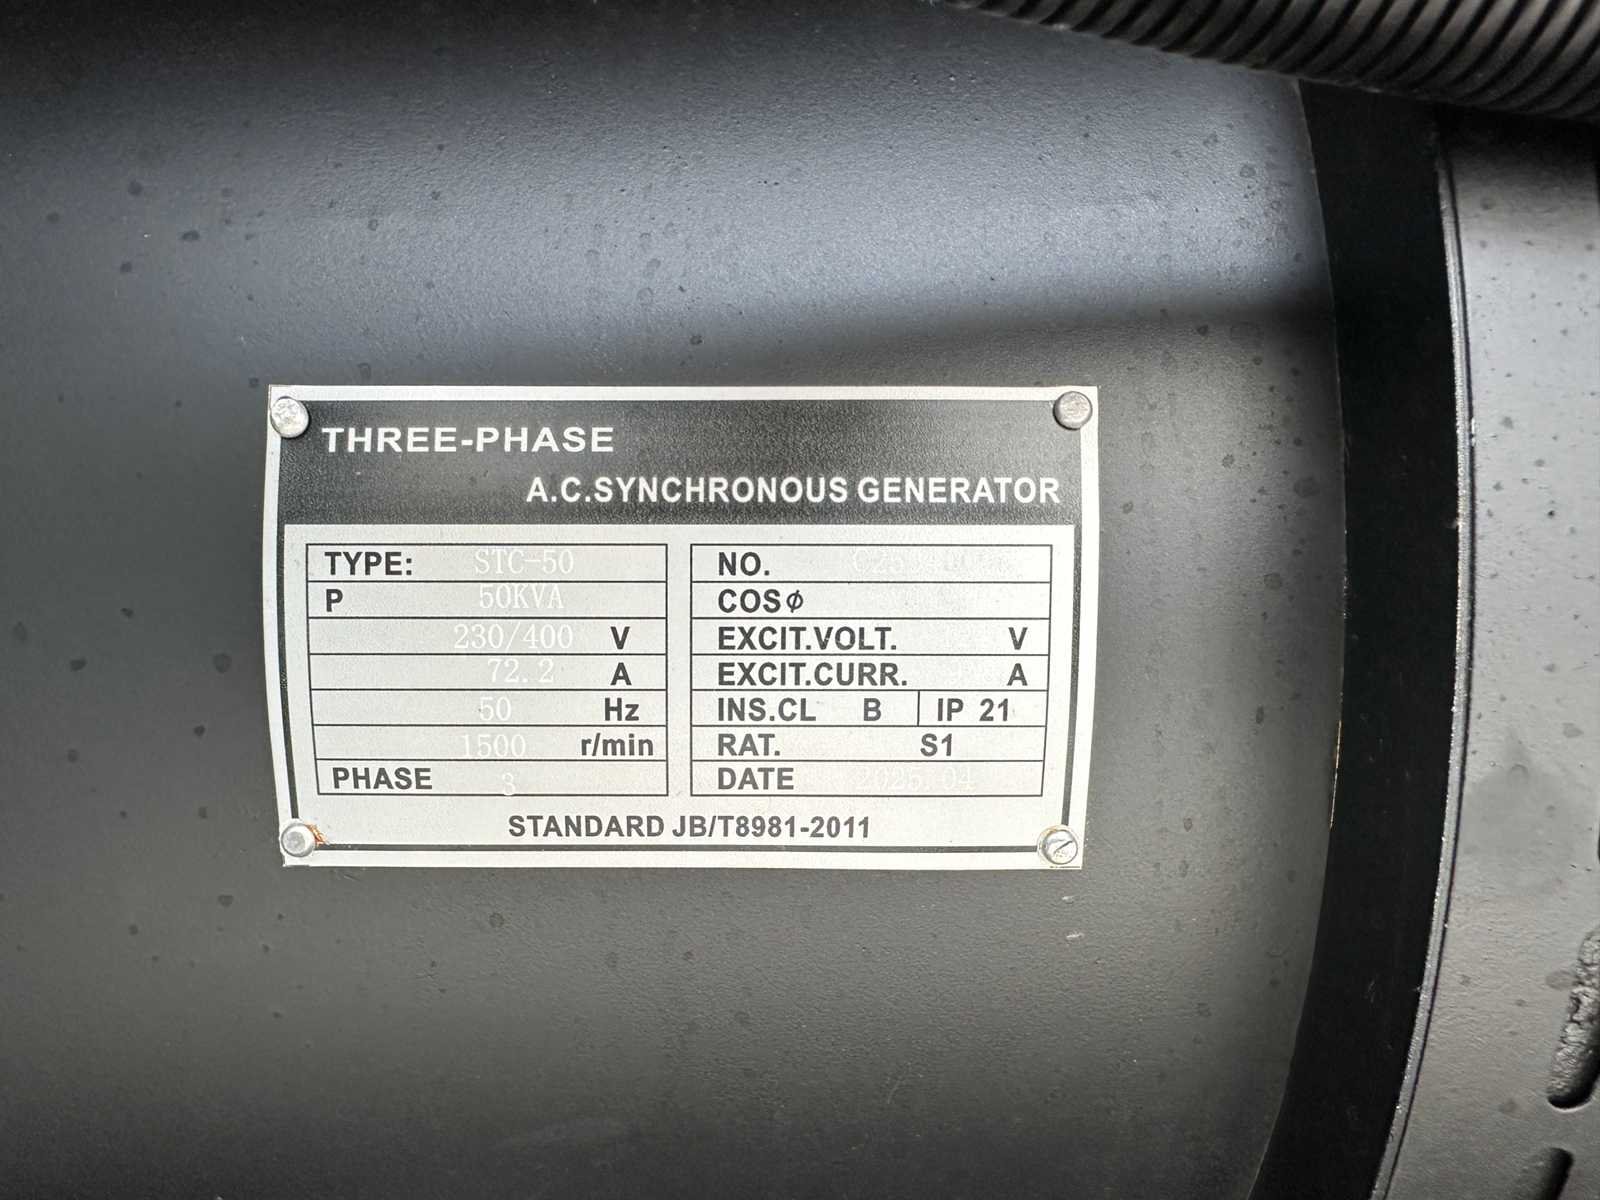 THREE-PHASE
A.C.SYNCHRONOUS GENERATOR
TYPE: STC-50
P 50KVA
230/400 V
72.2 A
50 Hz
1500 r/min
PHASE 3
NO.
COSφ
EXCIT.VOLT. V
EXCIT.CURR. A
INS.CL B IP 21
RAT. S1
DATE 2025.04
STANDARD JB/T8981-2011